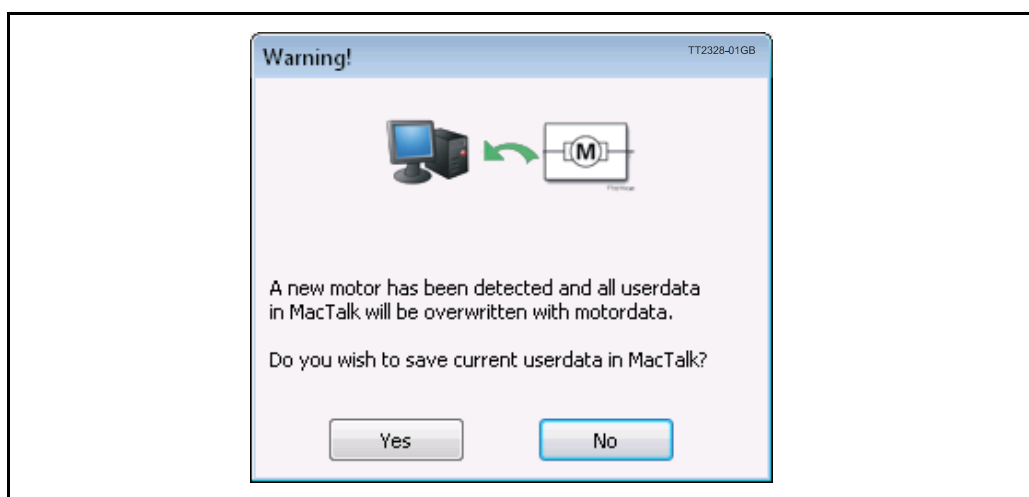 Warning!
TT2328-01GB
M
A new motor has been detected and all userdata
in MacTalk will be overwritten with motordata.
Do you wish to save current userdata in MacTalk?
Yes
No